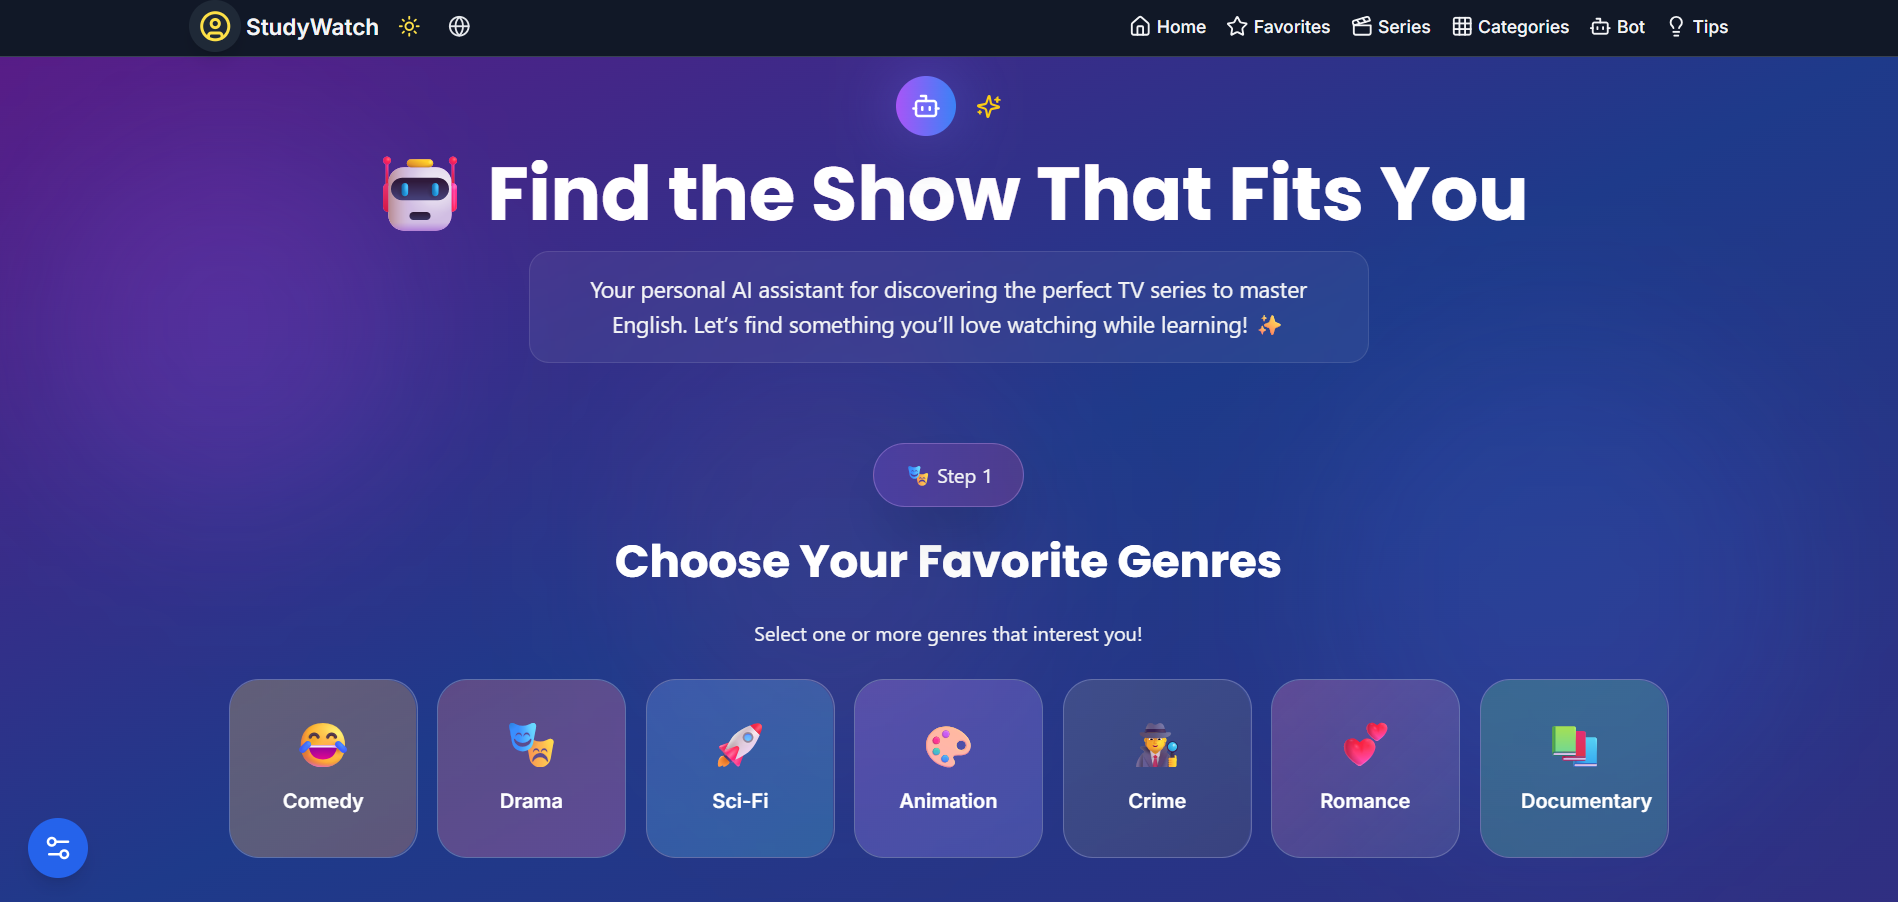 StudyWatch
Home Favorites Series Categories Bot Tips
Find the Show That Fits You
Your personal AI assistant for discovering the perfect TV series to master
English. Let’s find something you’ll love watching while learning! ✨
Step 1
Choose Your Favorite Genres
Select one or more genres that interest you!
Comedy
Drama
Sci-Fi
Animation
Crime
Romance
Documentary